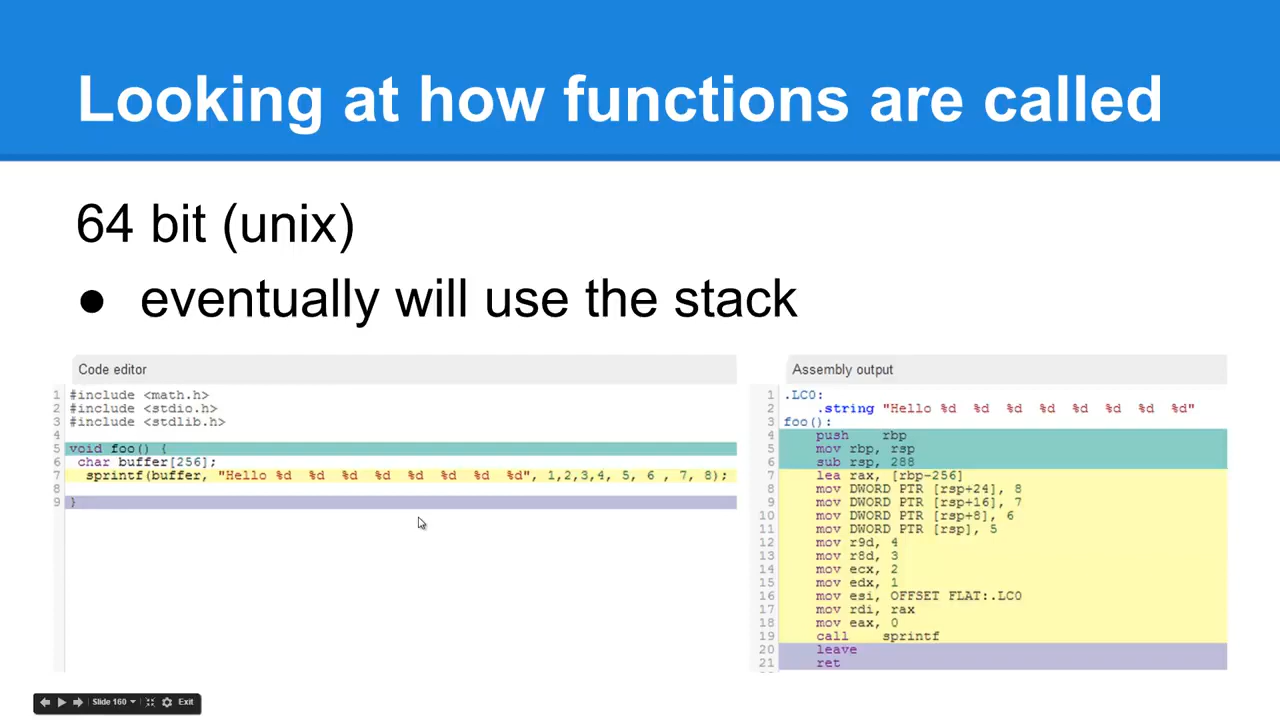 Looking at how functions are called
64 bit (unix)
● eventually will use the stack
Code editor
1 #include <math.h>
2 #include <stdio.h>
3 #include <stdlib.h>
4
5 void foo() {
6 char buffer[256];
7 sprintf(buffer, "Hello %d %d %d %d %d %d %d %d", 1,2,3,4, 5, 6 , 7, 8);
8
9 }
Assembly output
1 .LC0:
2 .string "Hello %d %d %d %d %d %d %d %d"
3 foo():
4 push rbp
5 mov rbp, rsp
6 sub rsp, 288
7 lea rax, [rbp-256]
8 mov DWORD PTR [rsp+24], 8
9 mov DWORD PTR [rsp+16], 7
10 mov DWORD PTR [rsp+8], 6
11 mov DWORD PTR [rsp], 5
12 mov r9d, 4
13 mov r8d, 3
14 mov ecx, 2
15 mov edx, 1
16 mov esi, OFFSET FLAT:.LC0
17 mov rdi, rax
18 mov eax, 0
19 call sprintf
20 leave
21 ret
Slide 160 Exit